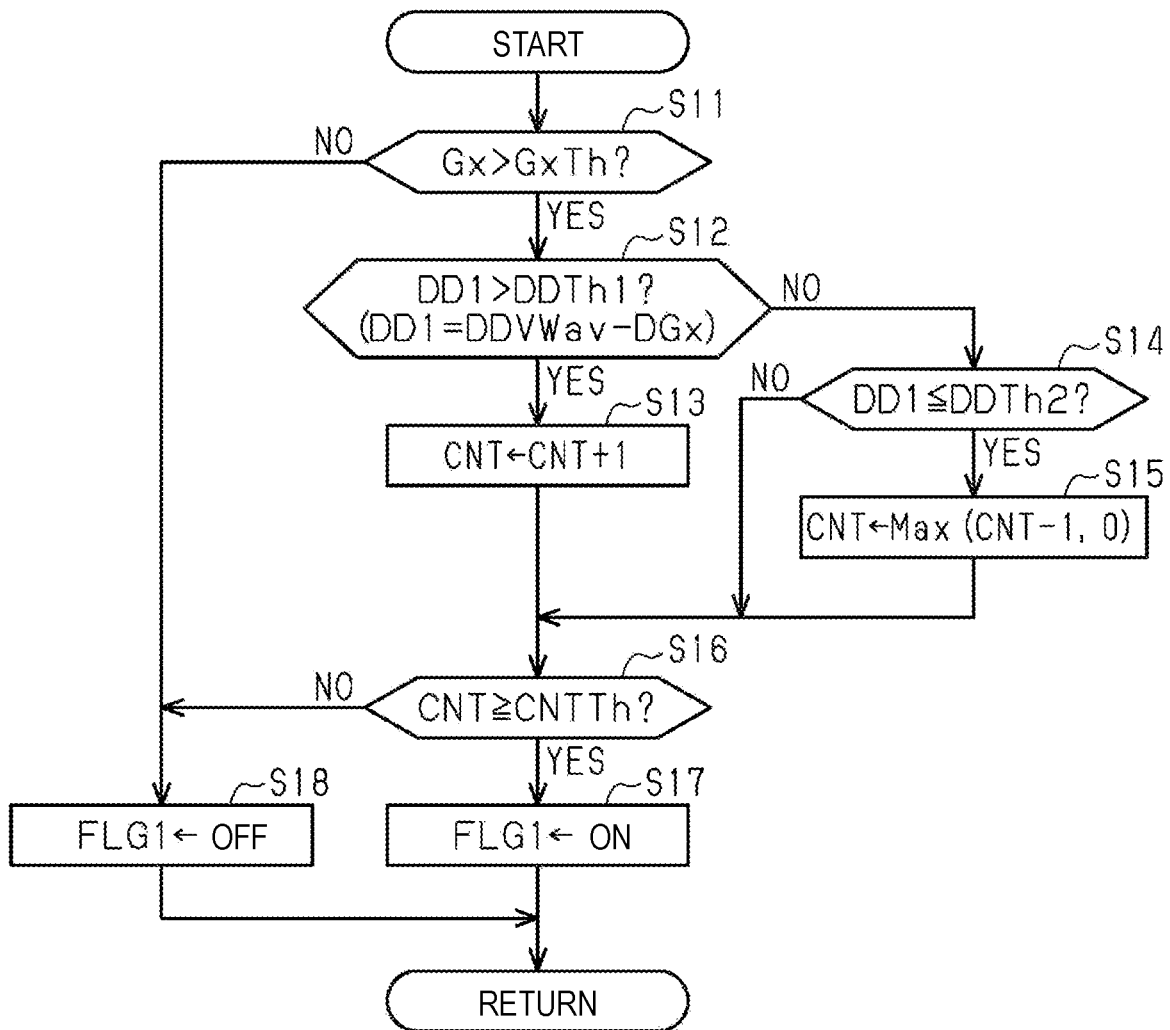 START
S11
NO
Gx>GxTh?
YES
S12
DD1>DDTh1?
(DD1=DDVWav-DGx)
NO
YES
S14
NO
DD1≦DDTh2?
S13
CNT←CNT+1
YES
S15
CNT←Max(CNT-1, 0)
S16
NO
CNT≧CNTTh?
YES
S18
FLG1← OFF
S17
FLG1← ON
RETURN